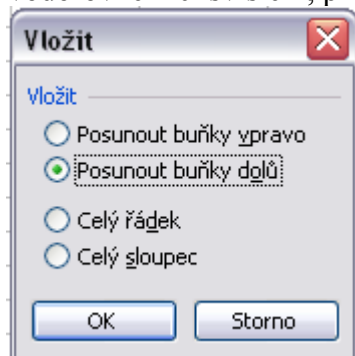 Vložit
Vložit
Posunout buňky vpravo
Posunout buňky dolů
Celý řádek
Celý sloupec
OK Storno